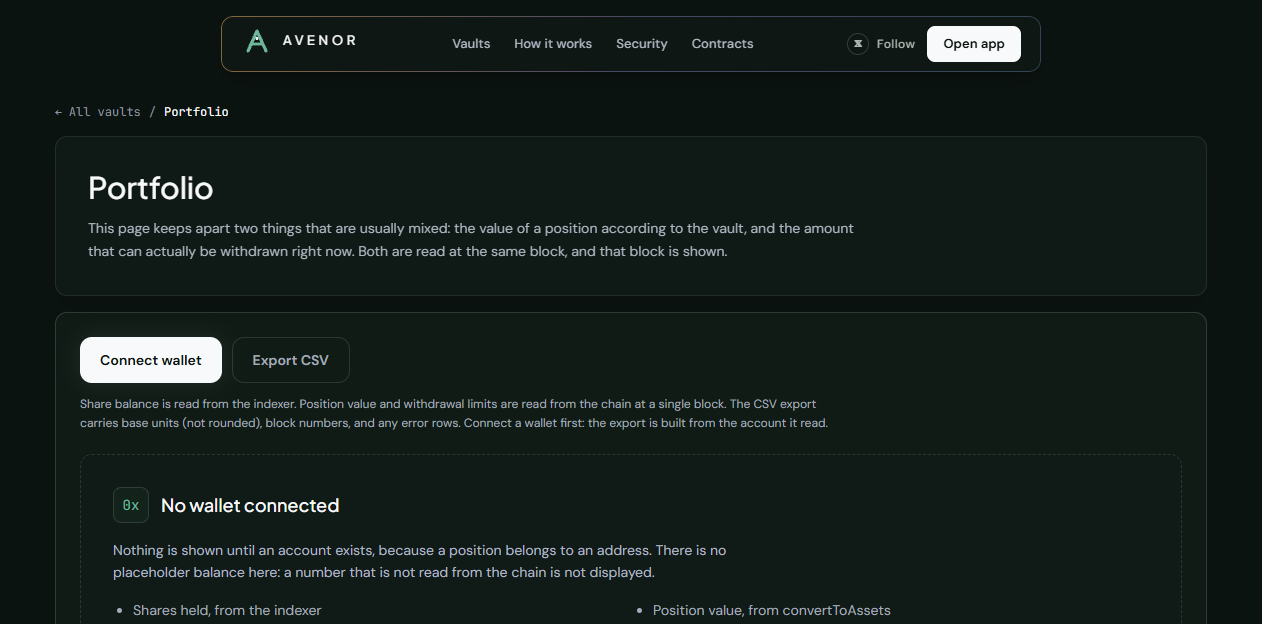 AVENOR
Vaults
How it works
Security
Contracts
Follow
Open app
← All vaults / Portfolio
Portfolio
This page keeps apart two things that are usually mixed: the value of a position according to the vault, and the amount
that can actually be withdrawn right now. Both are read at the same block, and that block is shown.
Connect wallet
Export CSV
Share balance is read from the indexer. Position value and withdrawal limits are read from the chain at a single block. The CSV export
carries base units (not rounded), block numbers, and any error rows. Connect a wallet first: the export is built from the account it read.
0x
No wallet connected
Nothing is shown until an account exists, because a position belongs to an address. There is no
placeholder balance here: a number that is not read from the chain is not displayed.
• Shares held, from the indexer
• Position value, from convertToAssets